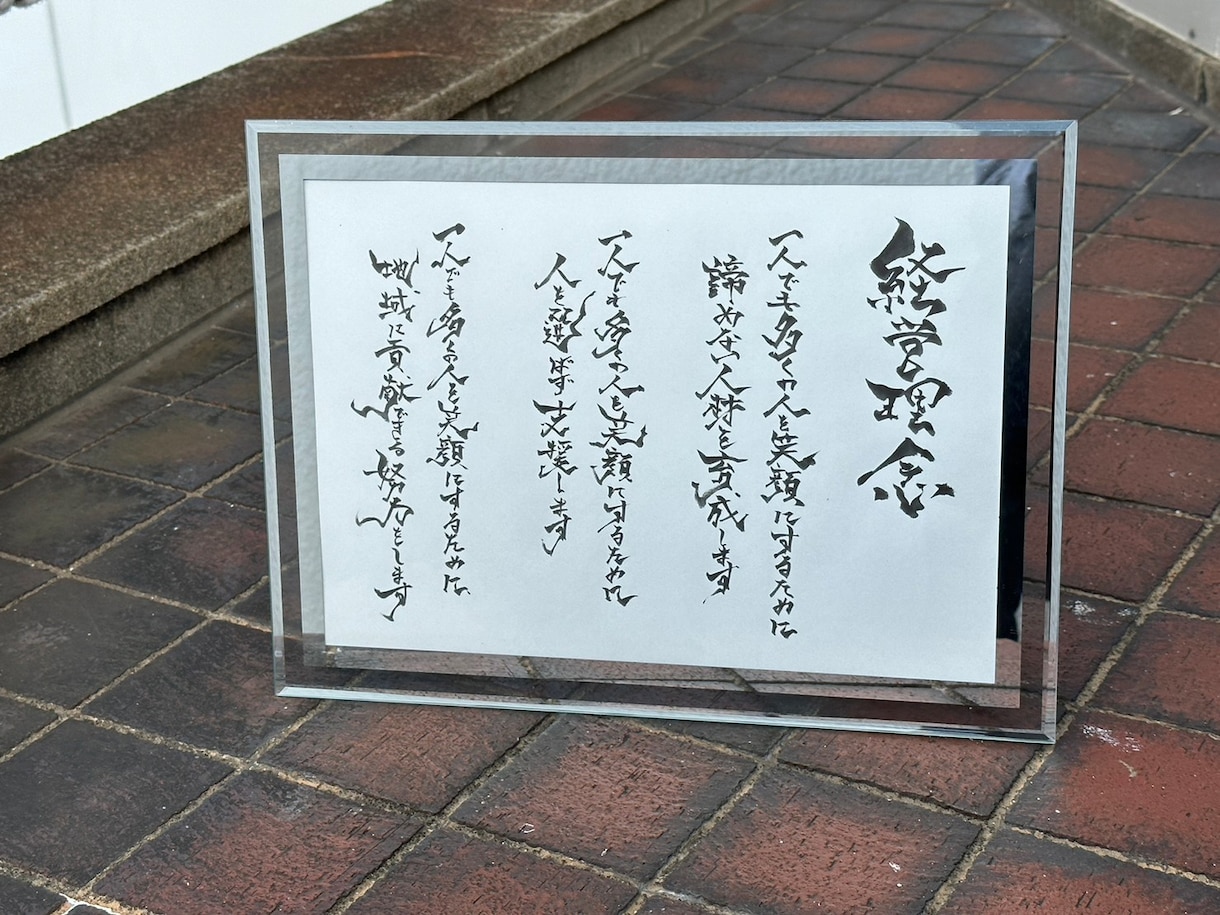 経営理念
一人でも多くの人を笑顔にするために
諦めない人材を育成します
一人でも多くの人を笑顔にするために
人を選ばず支援します
一人でも多くの人を笑顔にするために
地域に貢献できる努力をします